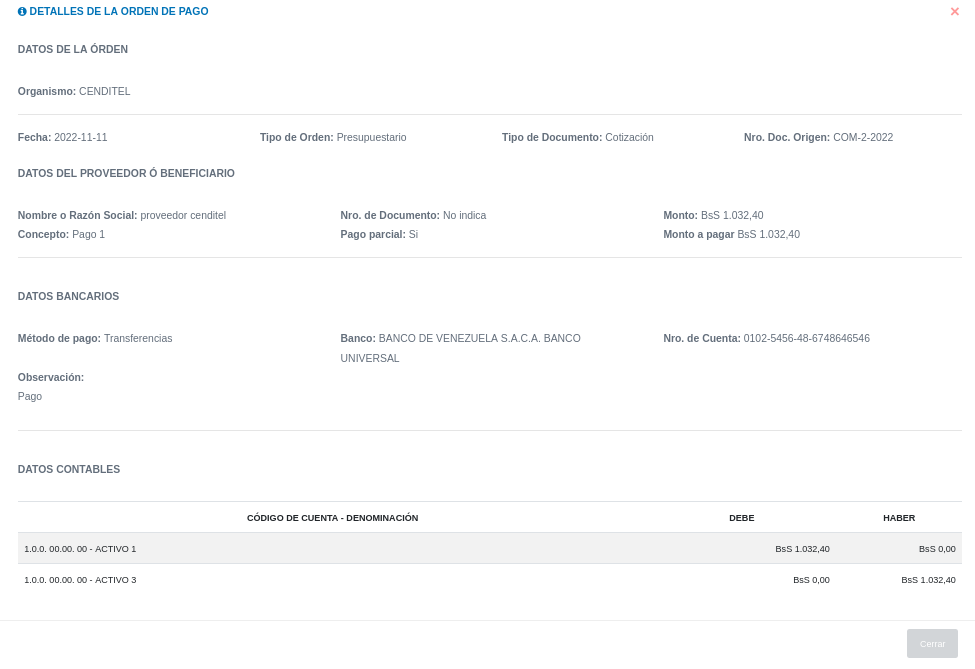 DETALLES DE LA ORDEN DE PAGO
DATOS DE LA ÓRDEN
Organismo: CENDITEL
Fecha: 2022-11-11 Tipo de Orden: Presupuestario Tipo de Documento: Cotización Nro. Doc. Origen: COM-2-2022
DATOS DEL PROVEEDOR Ó BENEFICIARIO
Nombre o Razón Social: proveedor cenditel Nro. de Documento: No indica Monto: BsS 1.032,40
Concepto: Pago 1 Pago parcial: Si Monto a pagar BsS 1.032,40
DATOS BANCARIOS
Método de pago: Transferencias Banco: BANCO DE VENEZUELA S.A.C.A. BANCO Nro. de Cuenta: 0102-5456-48-6748646546
UNIVERSAL
Observación:
Pago
DATOS CONTABLES
CÓDIGO DE CUENTA - DENOMINACIÓN DEBE HABER
1.0.0. 00.00. 00 - ACTIVO 1 BsS 1.032,40 BsS 0,00
1.0.0. 00.00. 00 - ACTIVO 3 BsS 0,00 BsS 1.032,40
Cerrar